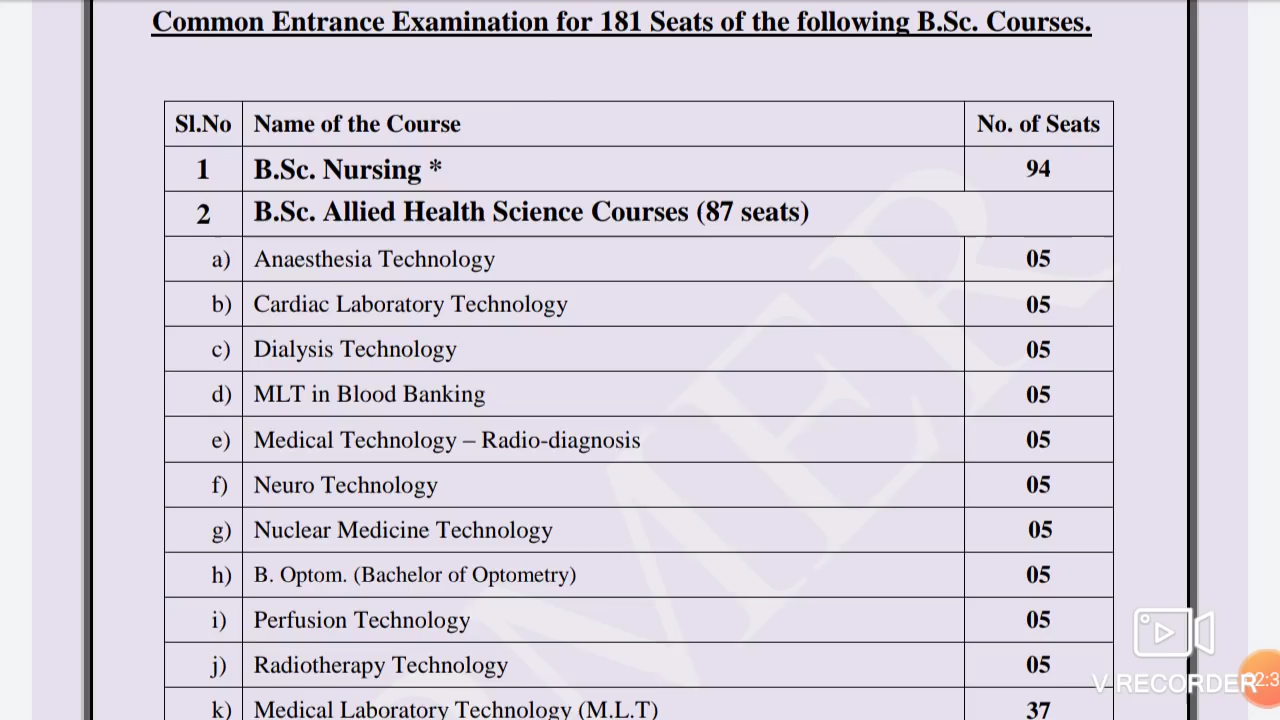 Common Entrance Examination for 181 Seats of the following B.Sc. Courses.
Sl.No Name of the Course No. of Seats
1 B.Sc. Nursing * 94
2 B.Sc. Allied Health Science Courses (87 seats)
a) Anaesthesia Technology 05
b) Cardiac Laboratory Technology 05
c) Dialysis Technology 05
d) MLT in Blood Banking 05
e) Medical Technology – Radio-diagnosis 05
f) Neuro Technology 05
g) Nuclear Medicine Technology 05
h) B. Optom. (Bachelor of Optometry) 05
i) Perfusion Technology 05
j) Radiotherapy Technology 05
k) Medical Laboratory Technology (M.L.T) 37
V RECORDER